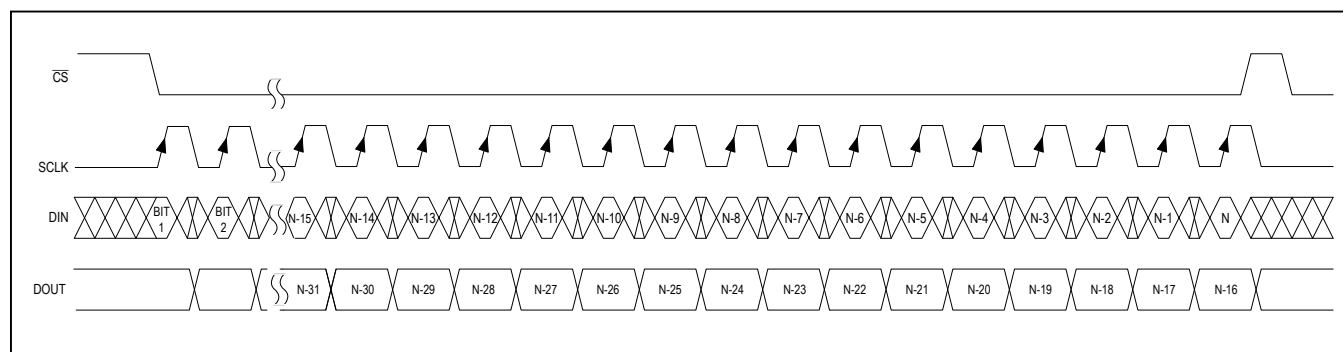 CS
SCLK
DIN BIT 1 BIT 2 N-15 N-14 N-13 N-12 N-11 N-10 N-9 N-8 N-7 N-6 N-5 N-4 N-3 N-2 N-1 N
DOUT N-31 N-30 N-29 N-28 N-27 N-26 N-25 N-24 N-23 N-22 N-21 N-20 N-19 N-18 N-17 N-16